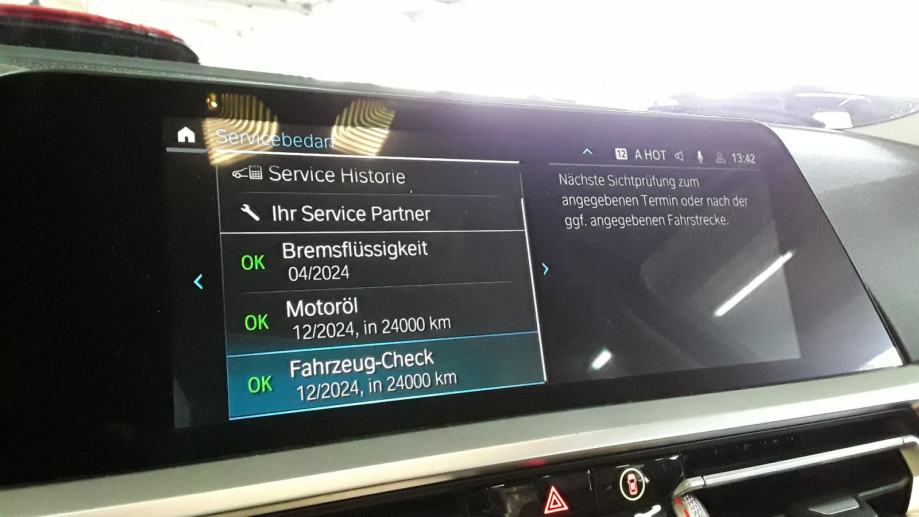 Servicebedarf
12 A HOT 13:42
Service Historie
Ihr Service Partner
OK Bremsflüssigkeit
04/2024
OK Motoröl
12/2024, in 24000 km
OK Fahrzeug-Check
12/2024, in 24000 km
Nächste Sichtprüfung zum
angegebenen Termin oder nach der
ggf. angegebenen Fahrstrecke.